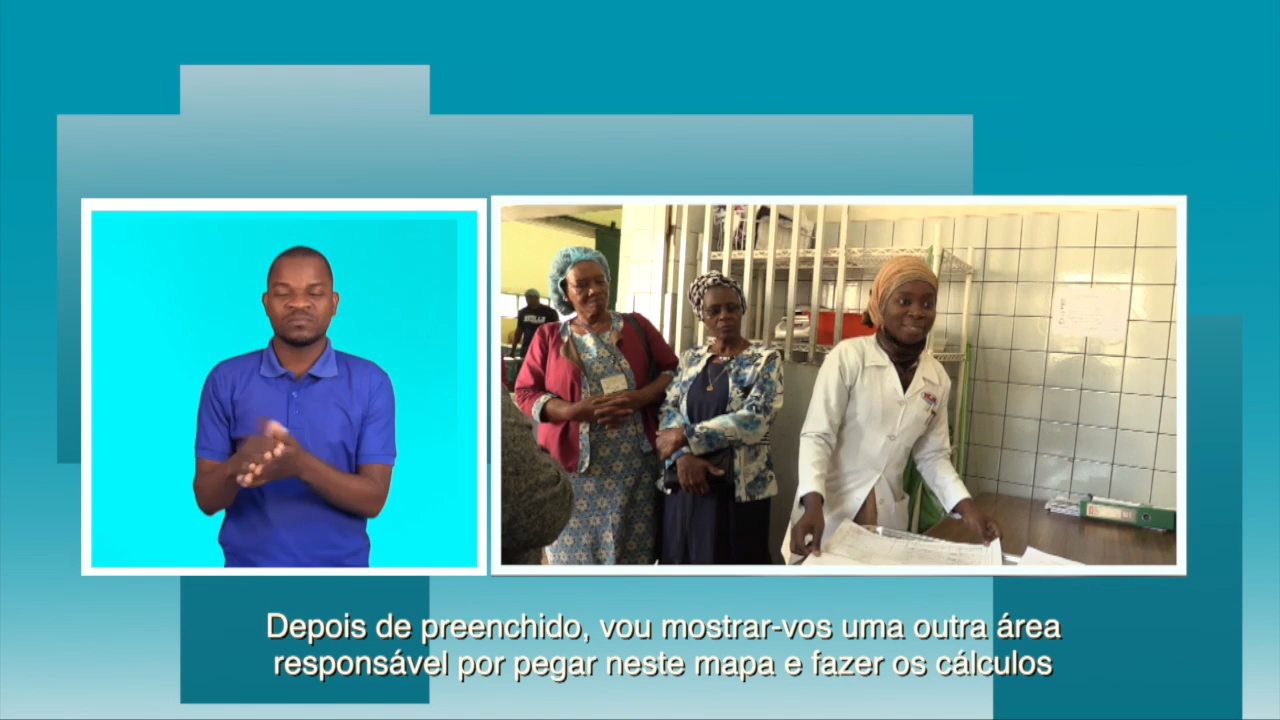 Depois de preenchido, vou mostrar-vos uma outra área
responsável por pegar neste mapa e fazer os cálculos